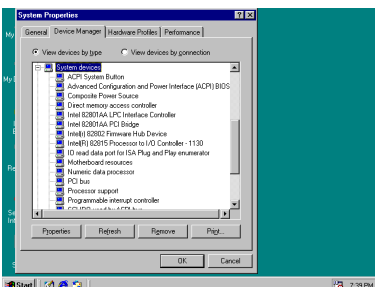 System Properties
General Device Manager Hardware Profiles Performance
View devices by type View devices by connection
System devices
ACPI System Button
Advanced Configuration and Power Interface (ACPI) BIOS
Composite Power Source
Direct memory access controller
Intel 82801AA LPC Interface Controller
Intel 82801AA PCI Bridge
Intel(r) 82802 Firmware Hub Device
Intel(R) 82815 Processor to I/O Controller - 1130
IO read data port for ISA Plug and Play enumerator
Motherboard resources
Numeric data processor
PCI bus
Processor support
Programmable interrupt controller
Properties Refresh Remove Print...
OK Cancel
Start 7:39 PM